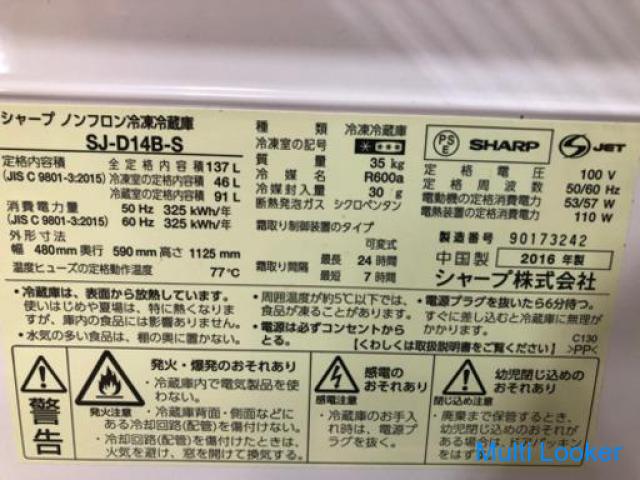 シャープ ノンフロン冷凍冷蔵庫
SJ-D14B-S
定格内容積 全定格内容積 137 L
(JIS C 9801-3:2015) 冷凍室の定格内容積 46 L
冷蔵室の定格内容積 91 L
消費電力量 50 Hz 325 kWh/年
(JIS C 9801-3:2015) 60 Hz 325 kWh/年
外形寸法
幅 480mm 奥行 590mm 高さ 1125 mm
温度ヒューズの定格動作温度 77℃
種類 冷凍冷蔵庫
冷凍室の記号
質量 35 kg
冷媒名 R600a
冷媒封入量 30 g
断熱発泡ガス シクロペンタン
霜取り制御装置のタイプ
可変式
霜取り間隔 最長 24 時間
最短 7 時間
PSE SHARP JET
定格電圧 100 V
定格周波数 50/60 Hz
電動機の定格消費電力 53/57 W
電熱装置の定格消費電力 110 W
製造番号 90173242
中国製 2016 年製
シャープ株式会社
•冷蔵庫は、表面から放熱しています。
使いはじめや夏場は、特に熱くなりま
すが、庫内の食品には影響ありません。
•水気の多い食品は、棚の奥に置かない。
•周囲温度が約5℃以下では、
食品が凍ることがあります。
•電源は必ずコンセントから
とる。
•電源プラグを抜いたら6分待つ。
すぐに差し込むと冷蔵庫に無理が
かかります。
【くわしくは取扱説明書をご覧ください】
C130
>PP<
警告
発火・爆発のおそれあり
•冷蔵庫内で電気製品を使
わない。
発火注意
•冷蔵庫背面・側面などに
ある冷却回路(配管)を傷付けない。
•冷却回路(配管)を傷付けたときは、
火気を避け、窓を開けて換気する。
感電の
おそれあり
感電注意
•冷蔵庫のお手入
れ時は、電源プ
ラグを抜く。
幼児閉じ込めの
おそれあり
閉じ込め注意
•廃棄まで保管するとき、
幼児閉じ込めのおそれが
ある場合は、ドアパッキン
をはず
Multi Looker